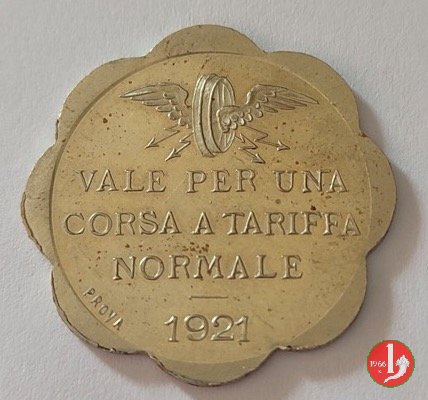 VALE PER UNA
CORSA A TARIFFA
NORMALE
1921
PROVA
1966